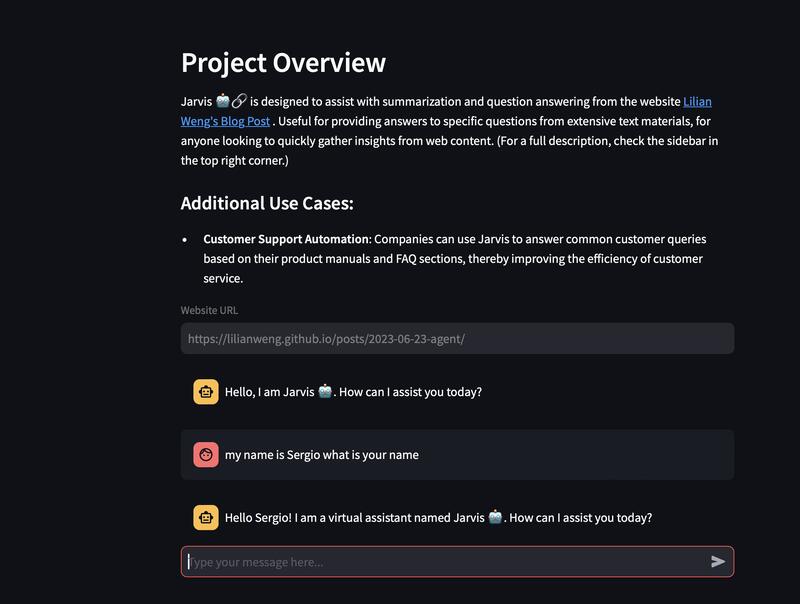 Project Overview
Jarvis 🤖🔗 is designed to assist with summarization and question answering from the website Lilian
Weng's Blog Post . Useful for providing answers to specific questions from extensive text materials, for
anyone looking to quickly gather insights from web content. (For a full description, check the sidebar in
the top right corner.)
Additional Use Cases:
• Customer Support Automation: Companies can use Jarvis to answer common customer queries
based on their product manuals and FAQ sections, thereby improving the efficiency of customer
service.
Website URL
https://lilianweng.github.io/posts/2023-06-23-agent/
Hello, I am Jarvis 🤖. How can I assist you today?
my name is Sergio what is your name
Hello Sergio! I am a virtual assistant named Jarvis 🤖. How can I assist you today?
Type your message here...